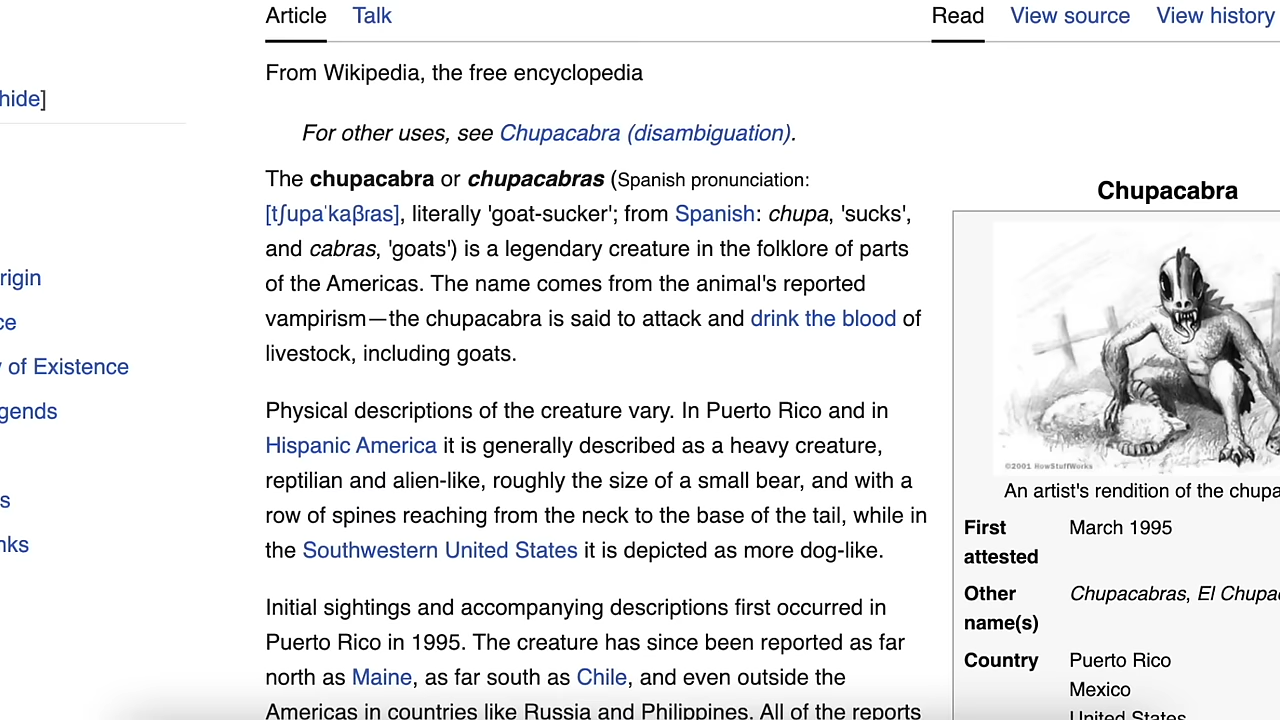 Article Talk Read View source View history
From Wikipedia, the free encyclopedia
hide]
For other uses, see Chupacabra (disambiguation).
The chupacabra or chupacabras (Spanish pronunciation:
[tʃupaˈkaβɾas], literally 'goat-sucker'; from Spanish: chupa, 'sucks',
and cabras, 'goats') is a legendary creature in the folklore of parts
of the Americas. The name comes from the animal's reported
vampirism—the chupacabra is said to attack and drink the blood of
livestock, including goats.
Physical descriptions of the creature vary. In Puerto Rico and in
Hispanic America it is generally described as a heavy creature,
reptilian and alien-like, roughly the size of a small bear, and with a
row of spines reaching from the neck to the base of the tail, while in
the Southwestern United States it is depicted as more dog-like.
Initial sightings and accompanying descriptions first occurred in
Puerto Rico in 1995. The creature has since been reported as far
north as Maine, as far south as Chile, and even outside the
Americas in countries like Russia and Philippines. All of the reports
rigin
ce
y of Existence
gends
s
nks
Chupacabra
©2001 HowStuffWorks
An artist's rendition of the chupa
First March 1995
attested
Other Chupacabras, El Chupac
name(s)
Country Puerto Rico
Mexico
United States